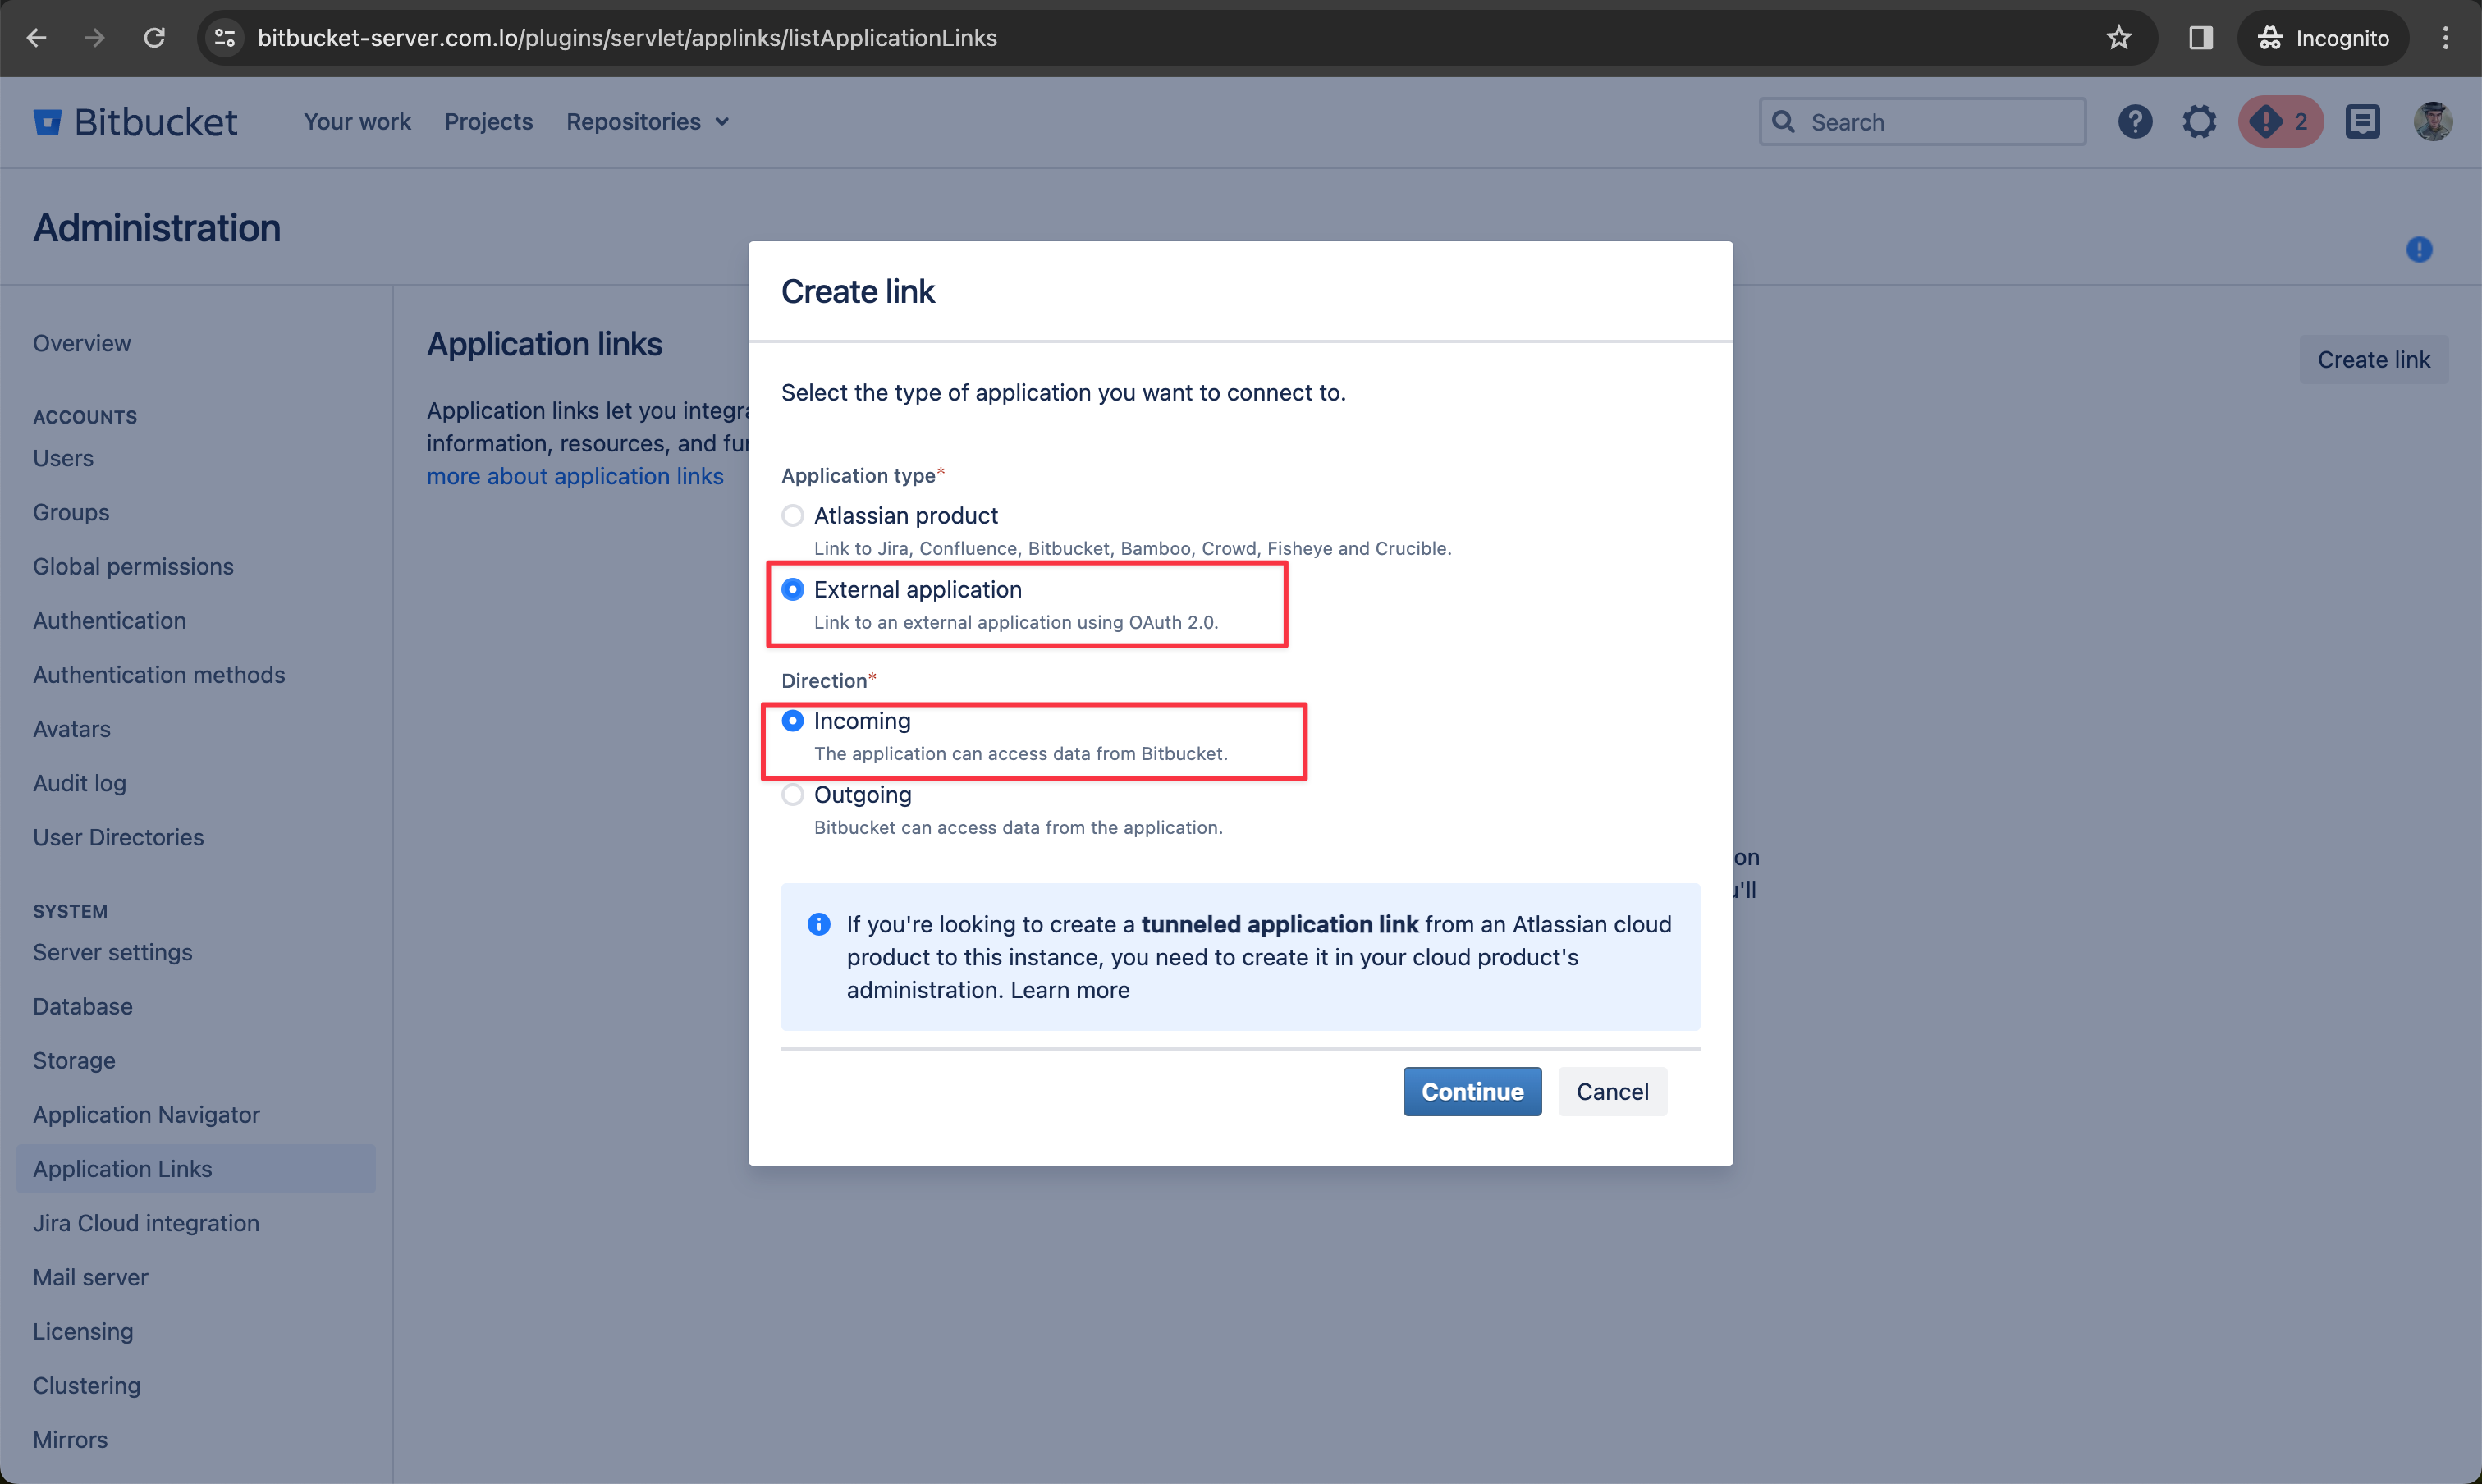 bitbucket-server.com.lo/plugins/servlet/applinks/listApplicationLinks
Incognito
Bitbucket
Your work
Projects
Repositories
Search
2
Administration
Overview
ACCOUNTS
Users
Groups
Global permissions
Authentication
Authentication methods
Avatars
Audit log
User Directories
SYSTEM
Server settings
Database
Storage
Application Navigator
Application Links
Jira Cloud integration
Mail server
Licensing
Clustering
Mirrors
Application links
Create link
Application links let you
information, resources, and
more about application links
Create link
Select the type of application you want to connect to.
Application type*
Atlassian product
Link to Jira, Confluence, Bitbucket, Bamboo, Crowd, Fisheye and Crucible.
External application
Link to an external application using OAuth 2.0.
Direction*
Incoming
The application can access data from Bitbucket.
Outgoing
Bitbucket can access data from the application.
If you're looking to create a tunneled application link from an Atlassian cloud
product to this instance, you need to create it in your cloud product's
administration. Learn more
Continue
Cancel